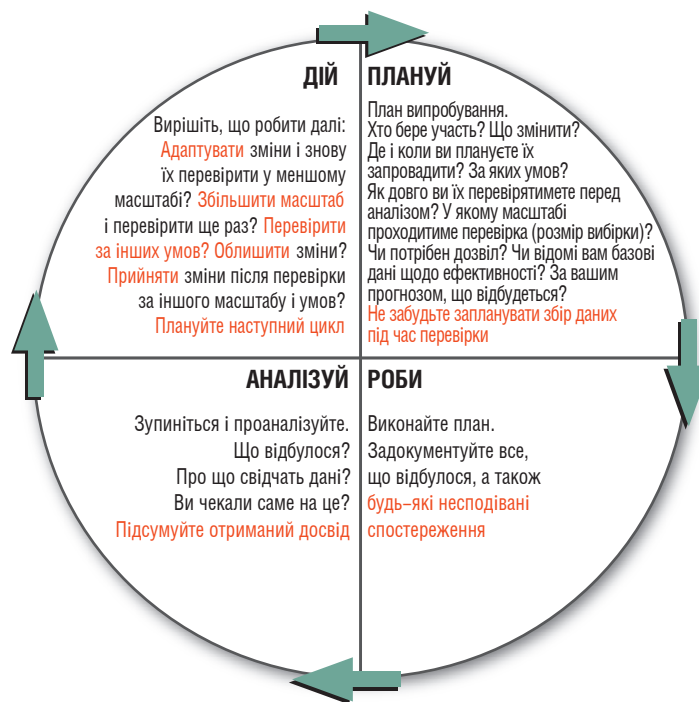 ДІЙ
Вирішіть, що робити далі:
Адаптувати зміни і знову
їх перевірити у меншому
масштабі? Збільшити масштаб
і перевірити ще раз? Перевірити
за інших умов? Облишити зміни?
Прийняти зміни після перевірки
за іншого масштабу і умов?
Плануйте наступний цикл
ПЛАНУЙ
План випробування.
Хто бере участь? Що змінити?
Де і коли ви плануєте їх
запровадити? За яких умов?
Як довго ви їх перевірятимете перед
аналізом? У якому масштабі
проходитиме перевірка (розмір вибірки)?
Чи потрібен дозвіл? Чи відомі вам базові
дані щодо ефективності? За вашим
прогнозом, що відбудеться?
Не забудьте запланувати збір даних
під час перевірки
АНАЛІЗУЙ
Зупиніться і проаналізуйте.
Що відбулося?
Про що свідчать дані?
Ви чекали саме на це?
Підсумуйте отриманий досвід
РОБИ
Виконайте план.
Задокументуйте все,
що відбулося, а також
будь–які несподівані
спостереження